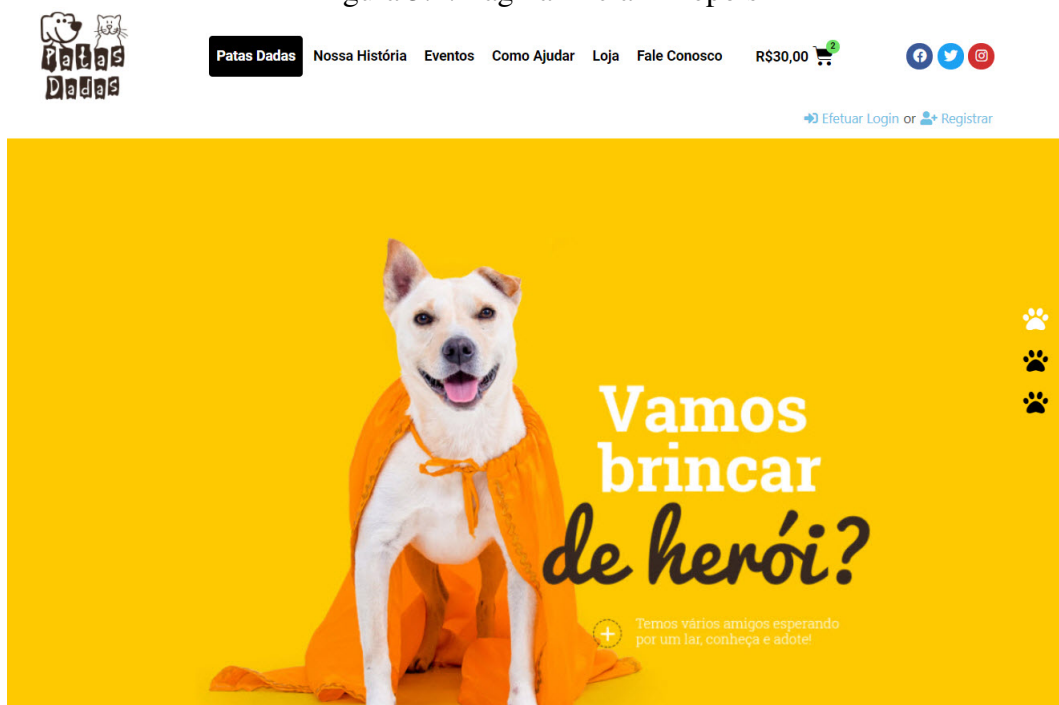 Patas
Dadas
Patas Dadas Nossa História Eventos Como Ajudar Loja Fale Conosco R$30,00 2
Efetuar Login or Registrar
Vamos
brincar
de herói?
Temos vários amigos esperando
por um lar, conheça e adote!